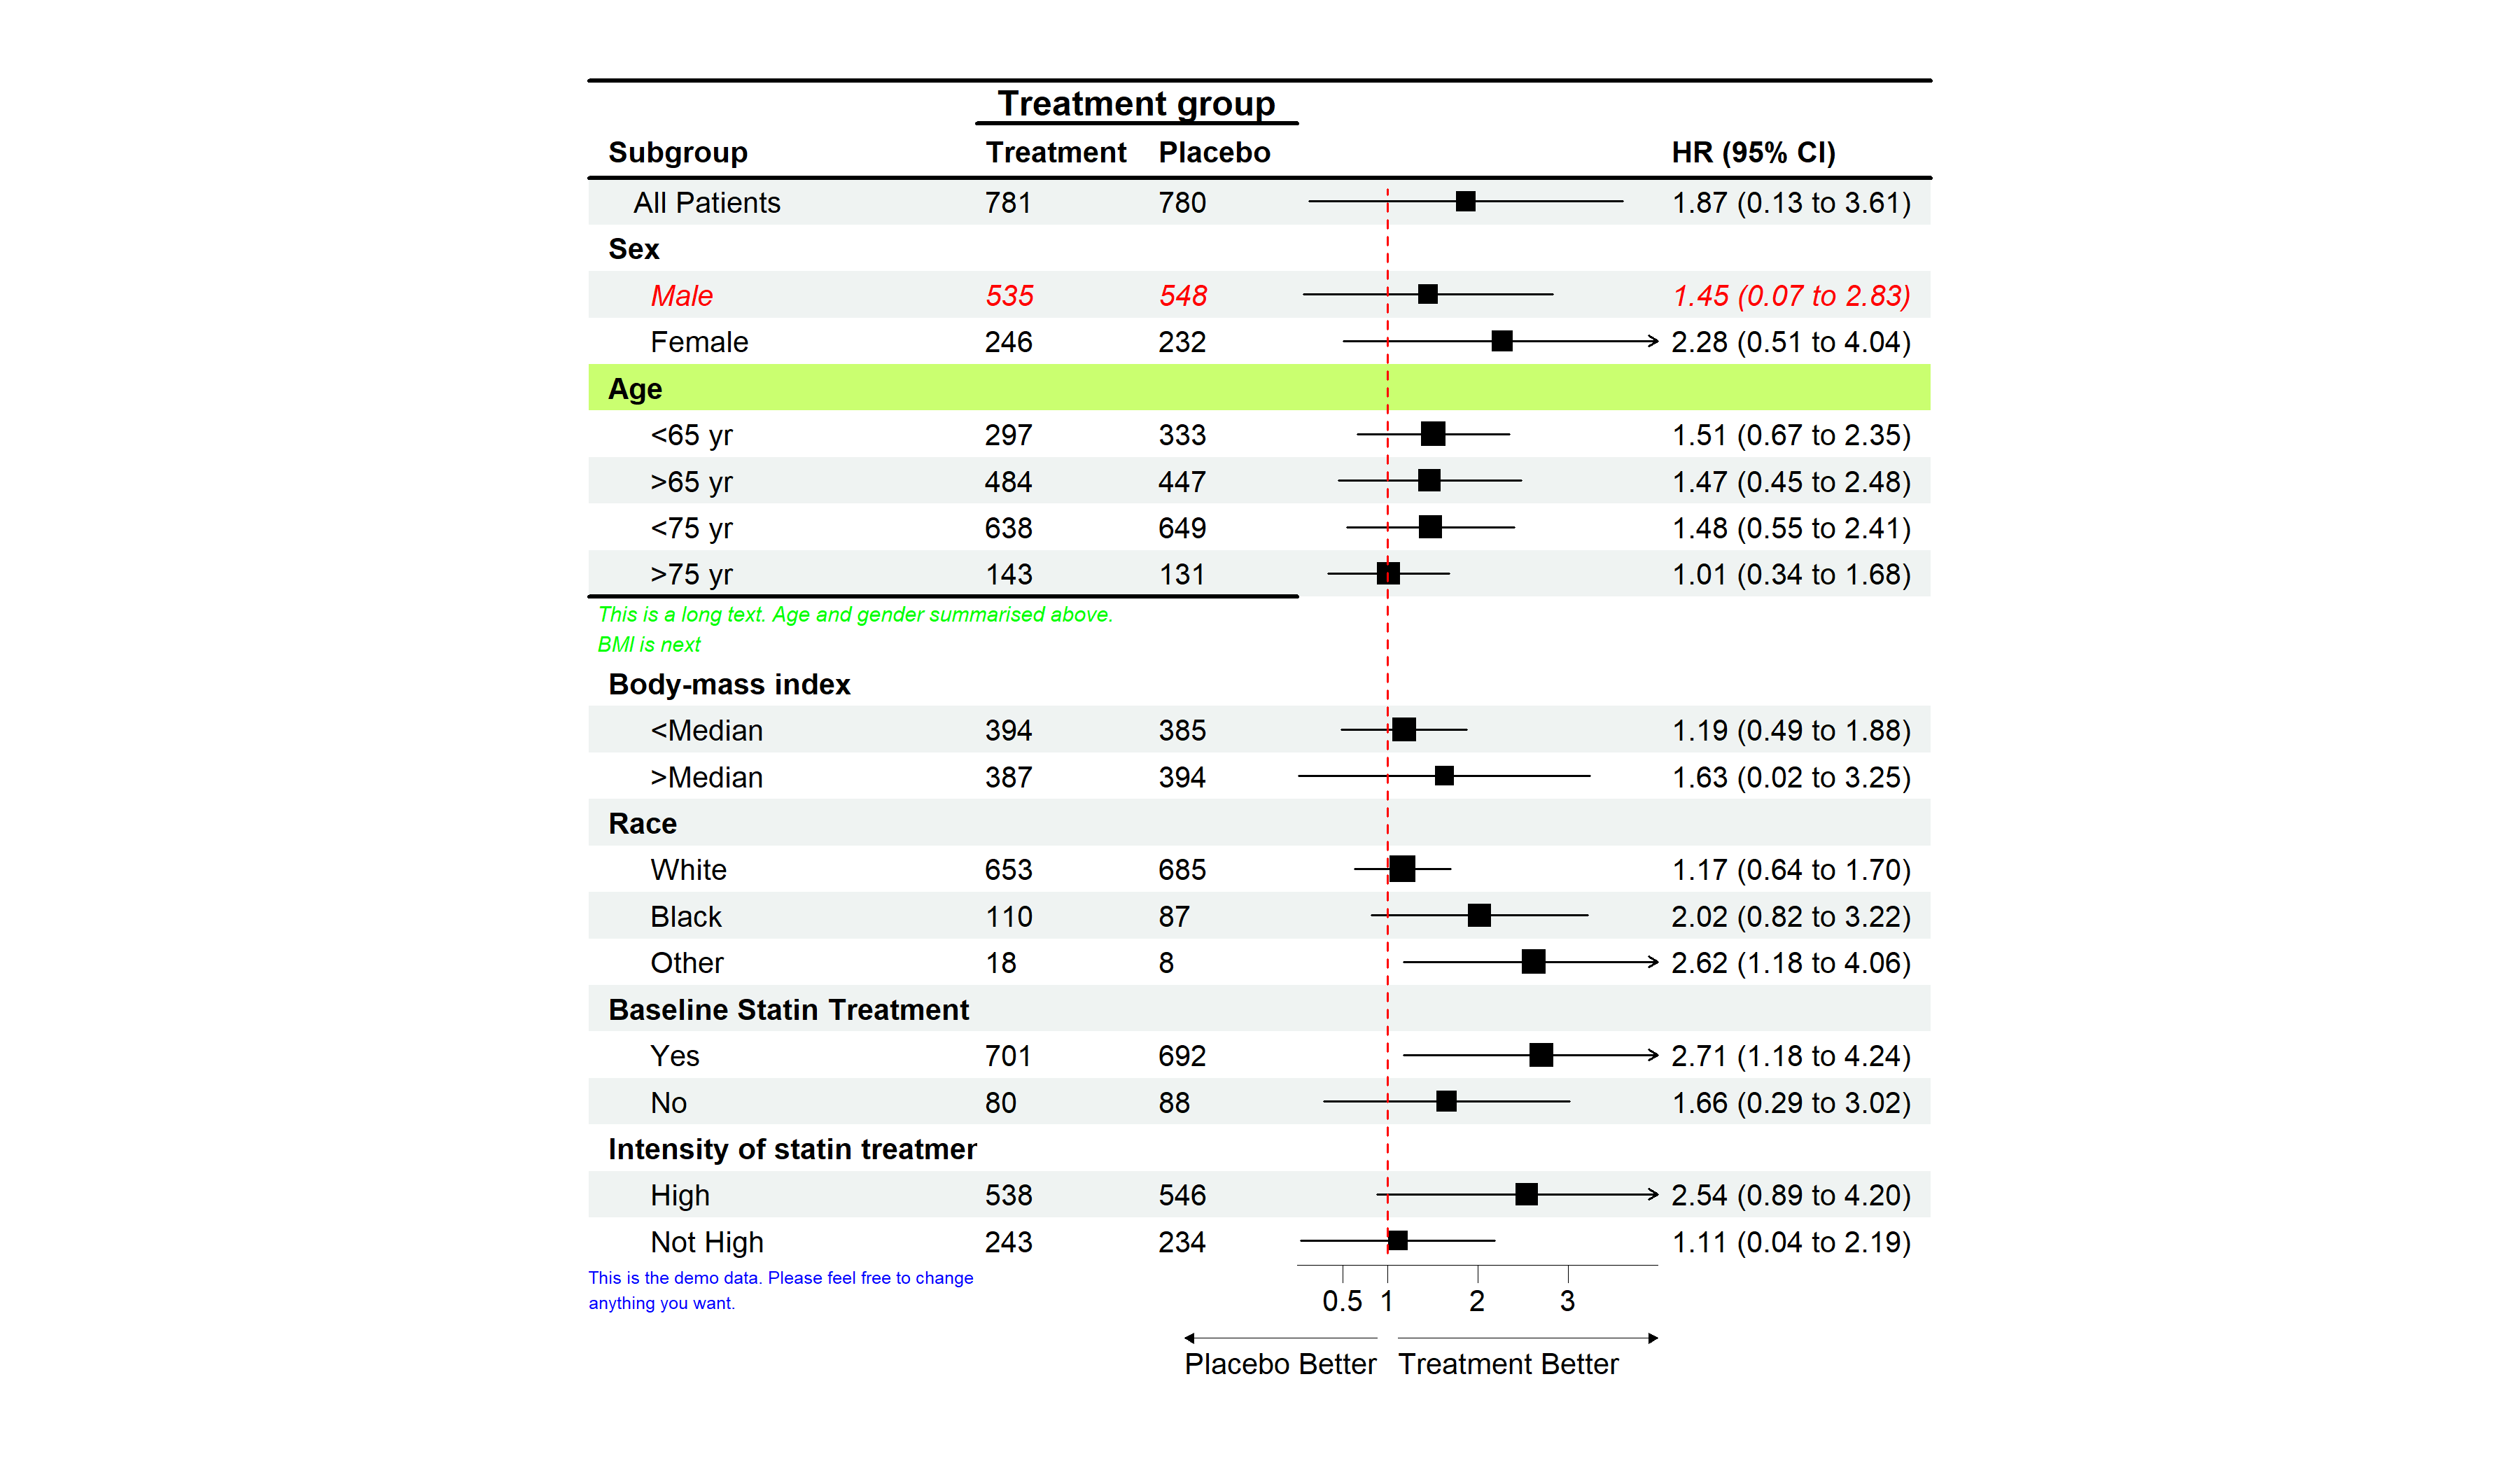 Treatment group
Subgroup Treatment Placebo HR (95% CI)
All Patients 781 780 1.87 (0.13 to 3.61)
Sex
Male 535 548 1.45 (0.07 to 2.83)
Female 246 232 2.28 (0.51 to 4.04)
Age
<65 yr 297 333 1.51 (0.67 to 2.35)
>65 yr 484 447 1.47 (0.45 to 2.48)
<75 yr 638 649 1.48 (0.55 to 2.41)
>75 yr 143 131 1.01 (0.34 to 1.68)
This is a long text. Age and gender summarised above.
BMI is next
Body-mass index
<Median 394 385 1.19 (0.49 to 1.88)
>Median 387 394 1.63 (0.02 to 3.25)
Race
White 653 685 1.17 (0.64 to 1.70)
Black 110 87 2.02 (0.82 to 3.22)
Other 18 8 2.62 (1.18 to 4.06)
Baseline Statin Treatment
Yes 701 692 2.71 (1.18 to 4.24)
No 80 88 1.66 (0.29 to 3.02)
Intensity of statin treatmer
High 538 546 2.54 (0.89 to 4.20)
Not High 243 234 1.11 (0.04 to 2.19)
This is the demo data. Please feel free to change
anything you want.
0.5 1 2 3
Placebo Better Treatment Better